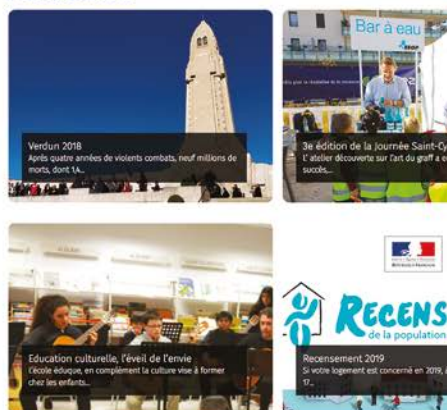 Verdun 2018
Après quatre années de violents combats, neuf millions de
morts, dont 1,4...
Bar à eau
3e édition de la Journée Saint-Cy
L' atelier découverte sur l'art du graff a c
succès,...
Education culturelle, l'éveil de l'envie
L'école éduque, en complément la culture vise à former
chez les enfants...
RECENS
de la population
Recensement 2019
Si votre logement est concerné en 2019, a
17...